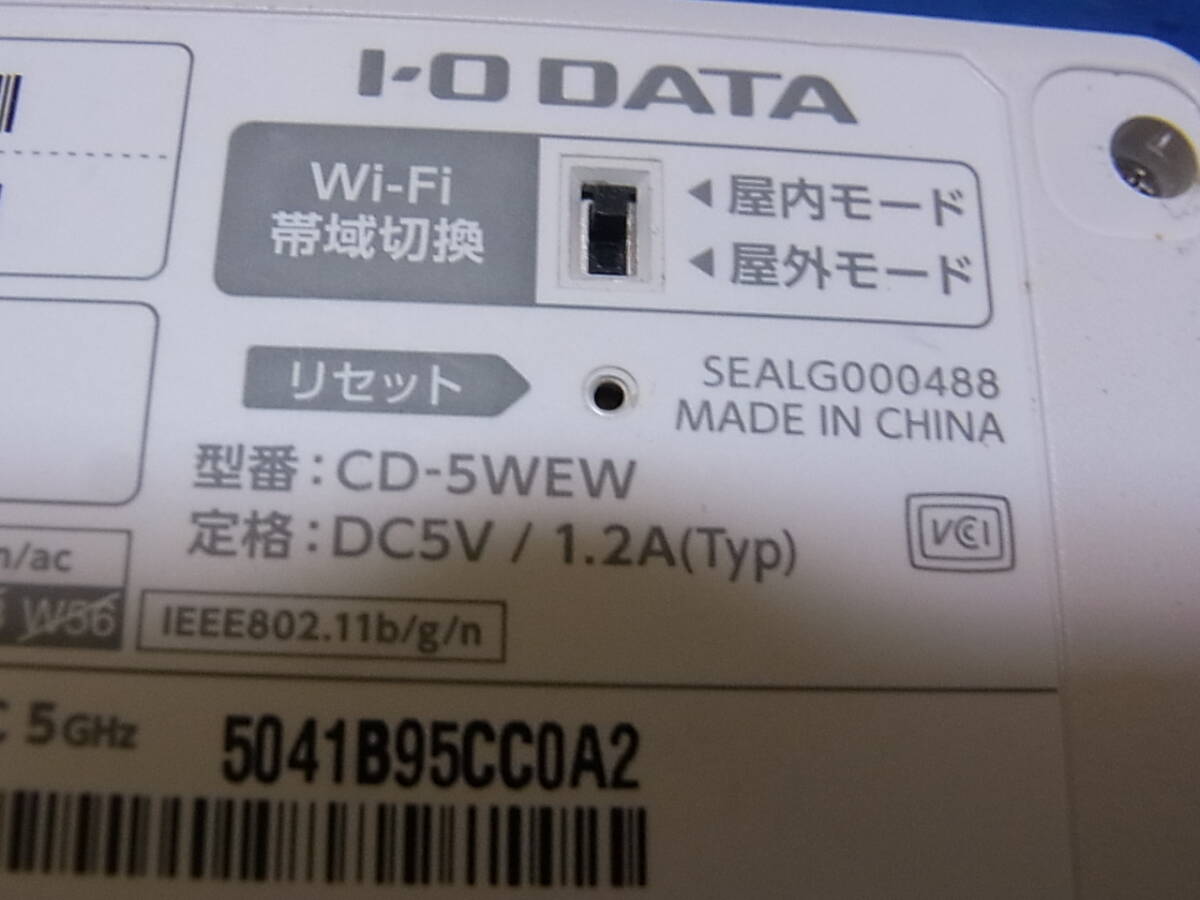 I-O DATA
Wi-Fi
帯域切換
◀屋内モード
◀屋外モード
リセット
SEALG000488
MADE IN CHINA
型番：CD-5WEW
定格：DC5V / 1.2A(Typ)
VCCI
n/ac
W56
IEEE802.11b/g/n
C 5GHz
5041B95CC0A2